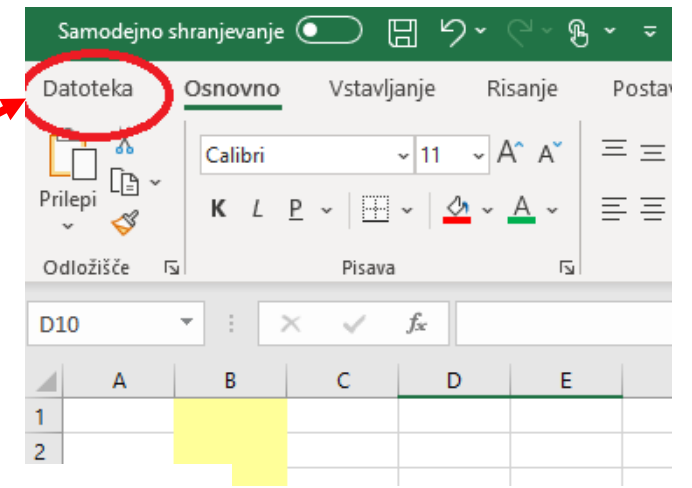 Samodejno shranjevanje
Datoteka Osnovno Vstavljanje Risanje Postav
Calibri 11 A A
Prilepi
K L P A
Odložišče Pisava
D10 fx
A B C D E
1
2